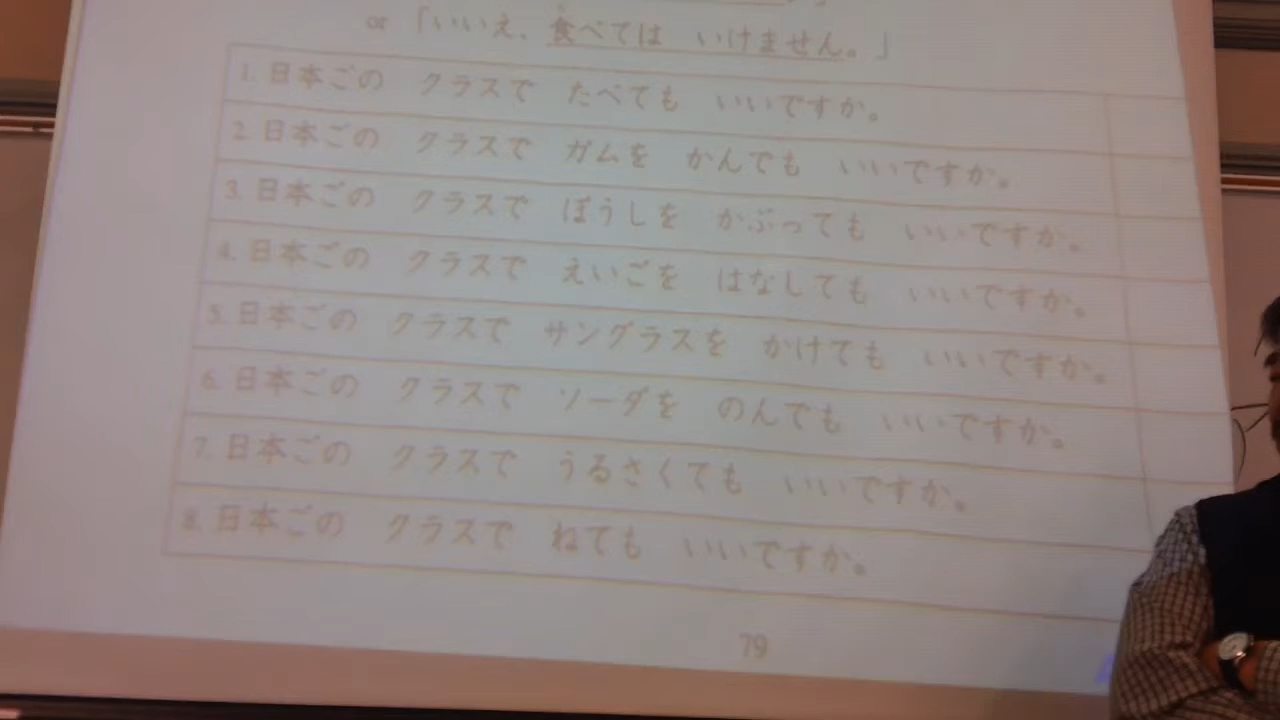 or 「いいえ、食べては いけません。」
1. 日本ごの クラスで たべても いいですか。
2. 日本ごの クラスで ガムを かんでも いいですか。
3. 日本ごの クラスで ぼうしを かぶっても いいですか。
4. 日本ごの クラスで えいごを はなしても いいですか。
5. 日本ごの クラスで サングラスを かけても いいですか。
6. 日本ごの クラスで ソーダを のんでも いいですか。
7. 日本ごの クラスで うるさくても いいですか。
8. 日本ごの クラスで ねても いいですか。
79